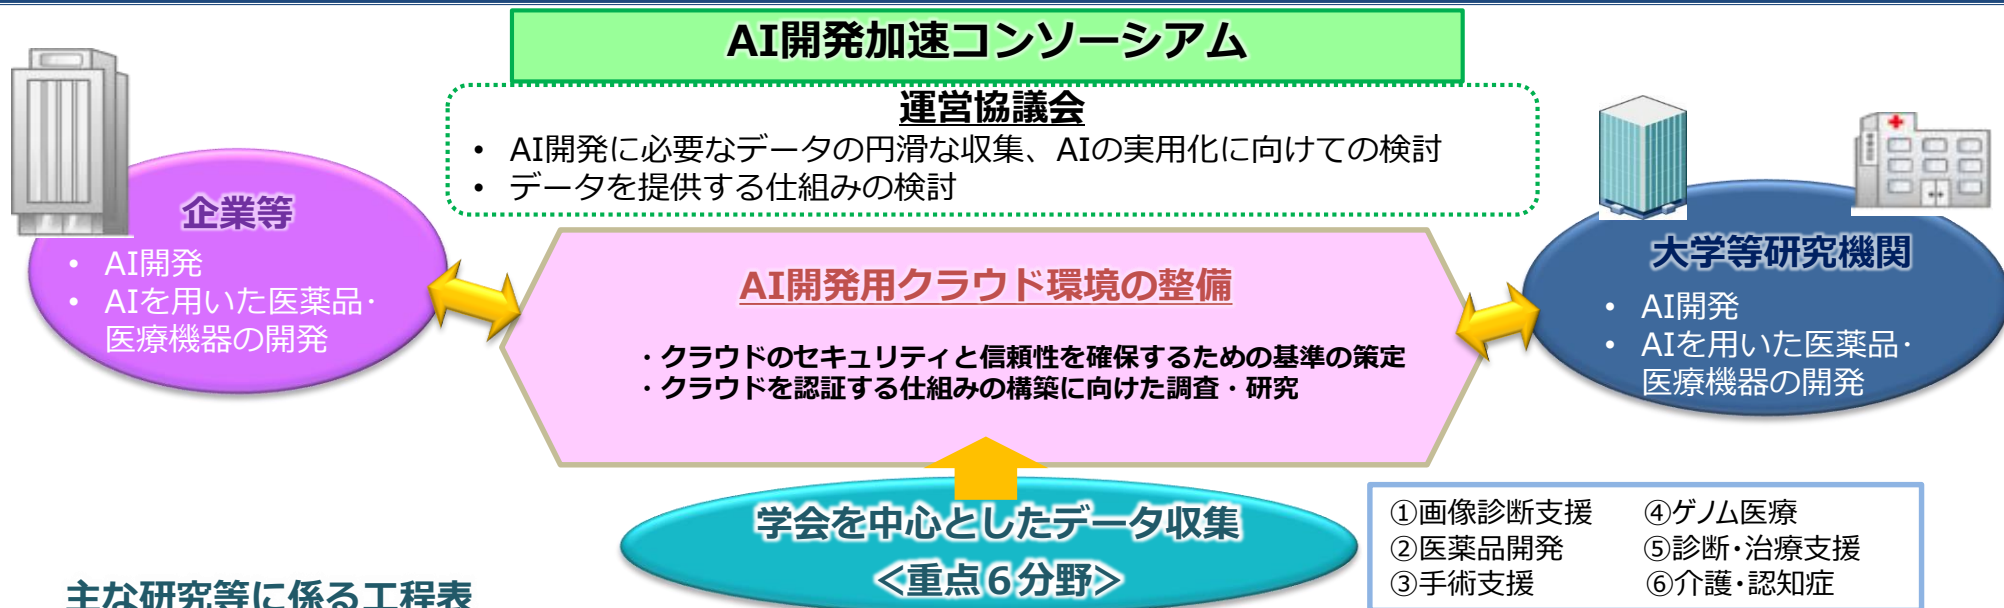 AI開発加速コンソーシアム
運営協議会
• AI開発に必要なデータの円滑な収集、AIの実用化に向けての検討
• データを提供する仕組みの検討
企業等
• AI開発
• AIを用いた医薬品･
医療機器の開発
AI開発用クラウド環境の整備
・クラウドのセキュリティと信頼性を確保するための基準の策定
・クラウドを認証する仕組みの構築に向けた調査・研究
大学等研究機関
• AI開発
• AIを用いた医薬品･
医療機器の開発
学会を中心としたデータ収集
＜重点６分野＞
①画像診断支援 ④ゲノム医療
②医薬品開発 ⑤診断･治療支援
③手術支援 ⑥介護･認知症
主な研究等に係る工程表